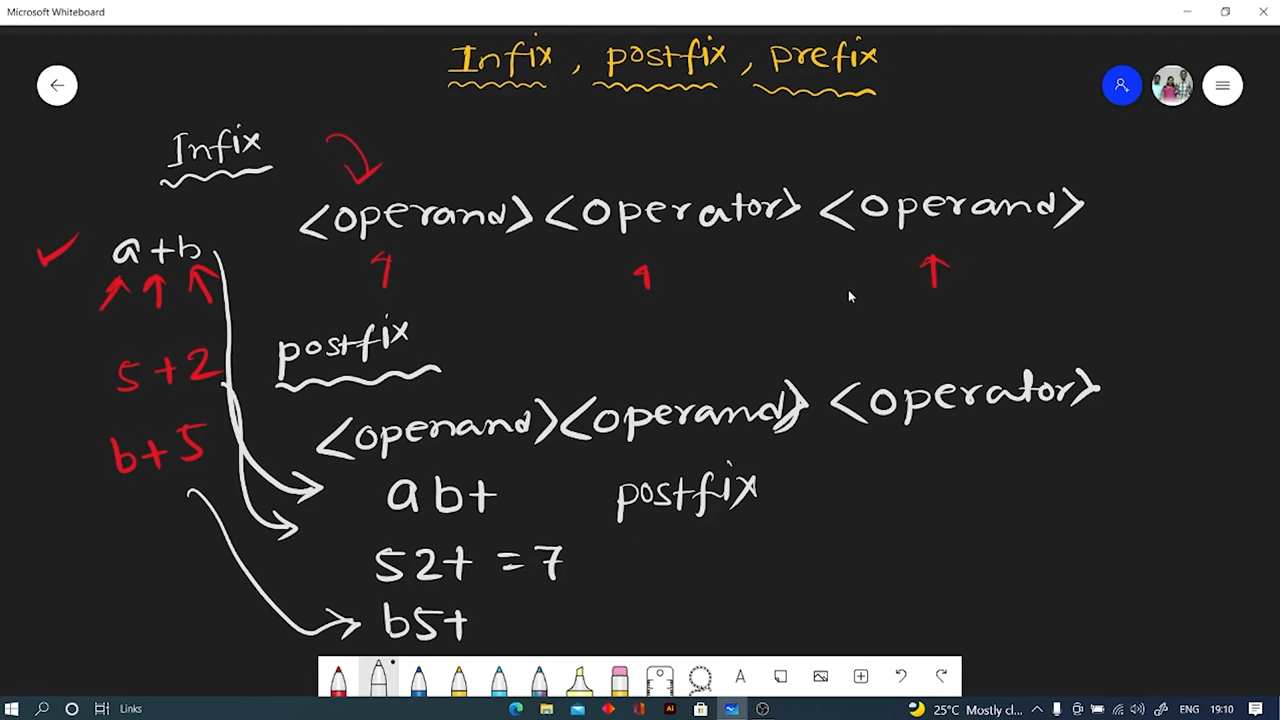 Microsoft Whiteboard
Infix, postfix, prefix
Infix
<operand> <operator> <operand>
a+b
5+2
b+5
postfix
<openand> <operand> <operator>
ab+ postfix
52+ = 7
b5+
Links
25°C Mostly cl...
ENG
19:10